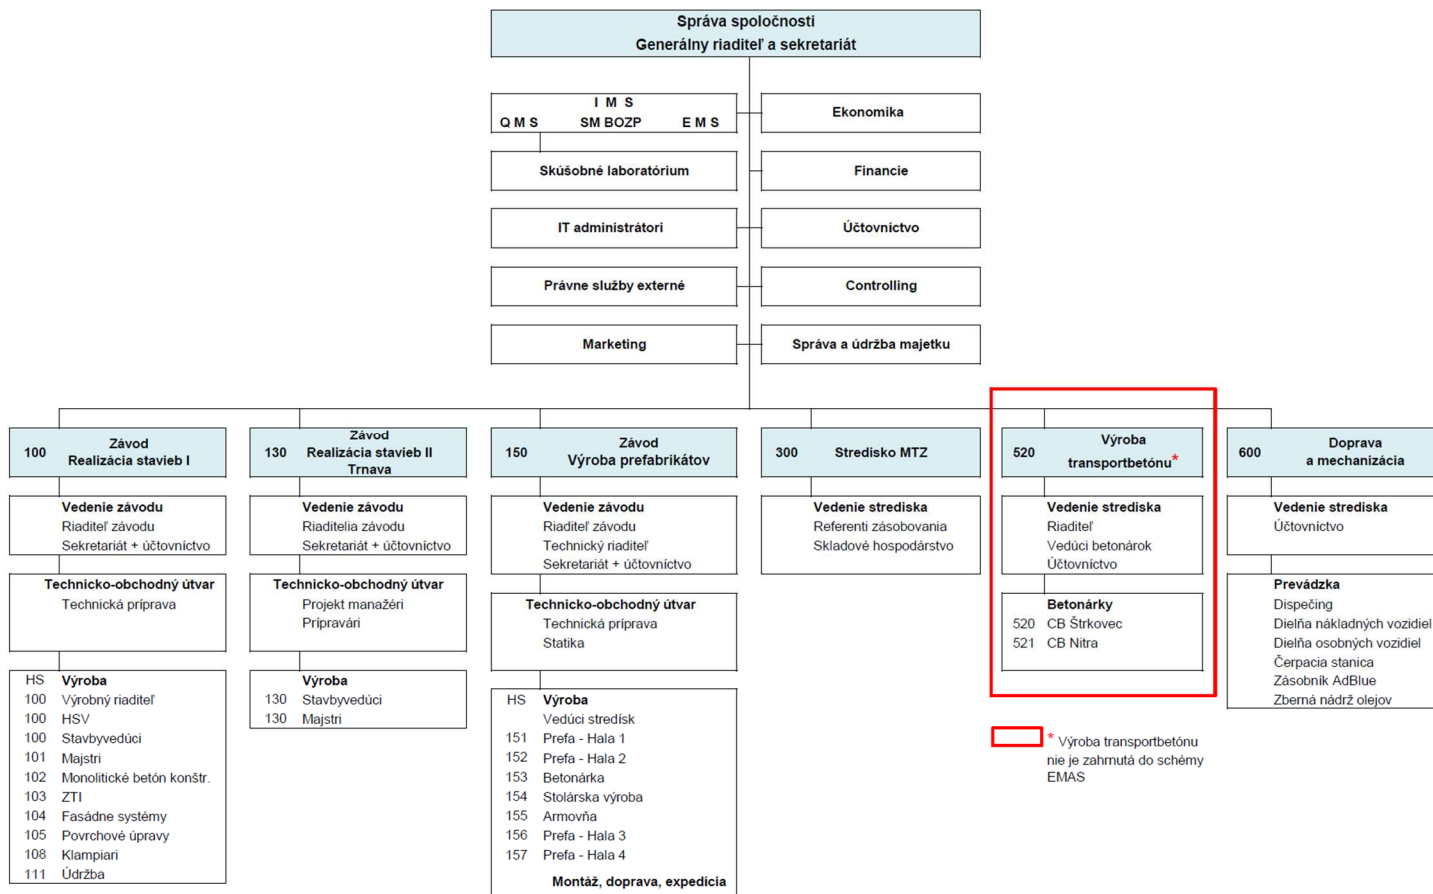 Správa spoločnosti
Generálny riaditeľ a sekretariát
I M S
Q M S SM BOZP E M S
Ekonomika
Skúšobné laboratórium
Financie
IT administrátori
Účtovníctvo
Právne služby externé
Controlling
Marketing
Správa a údržba majetku
100 Závod
Realizácia stavieb I
Vedenie závodu
Riaditeľ závodu
Sekretariát + účtovníctvo
Technicko-obchodný útvar
Technická príprava
HS Výroba
100 Výrobný riaditeľ
100 HSV
100 Stavbyvedúci
101 Majstri
102 Monolitické betón konštr.
103 ZTI
104 Fasádne systémy
105 Povrchové úpravy
108 Klampiari
111 Údržba
130 Závod
Realizácia stavieb II
Trnava
Vedenie závodu
Riaditelia závodu
Sekretariát + účtovníctvo
Technicko-obchodný útvar
Projekt manažéri
Prípravári
Výroba
130 Stavbyvedúci
130 Majstri
150 Závod
Výroba prefabrikátov
Vedenie závodu
Riaditeľ závodu
Technický riaditeľ
Sekretariát + účtovníctvo
Technicko-obchodný útvar
Technická príprava
Statika
HS Výroba
Vedúci stredísk
151 Prefa - Hala 1
152 Prefa - Hala 2
153 Betonárka
154 Stolárska výroba
155 Armovňa
156 Prefa - Hala 3
157 Prefa - Hala 4
Montáž, doprava, expedícia
300 Stredisko MTZ
Vedenie strediska
Referenti zásobovania
Skladové hospodárstvo
520 Výroba
transportbetónu*
Vedenie strediska
Riaditeľ
Vedúci betonárok
Účtovníctvo
Betonárky
520 CB Štrkovec
521 CB Nitra
* Výroba transportbetónu
nie je zahrnutá do schémy
EMAS
600 Doprava
a mechanizácia
Vedenie strediska
Účtovníctvo
Prevádzka
Dispečing
Dielňa nákladných vozidiel
Dielňa osobných vozidiel
Čerpacia stanica
Zásobník AdBlue
Zberná nádrž olejov